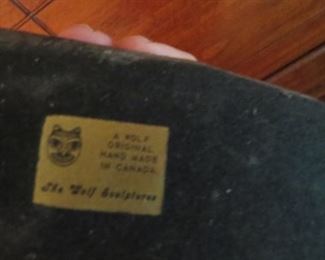 A WOLF
ORIGINAL
HAND MADE
IN CANADA.
The Wolf Sculptures